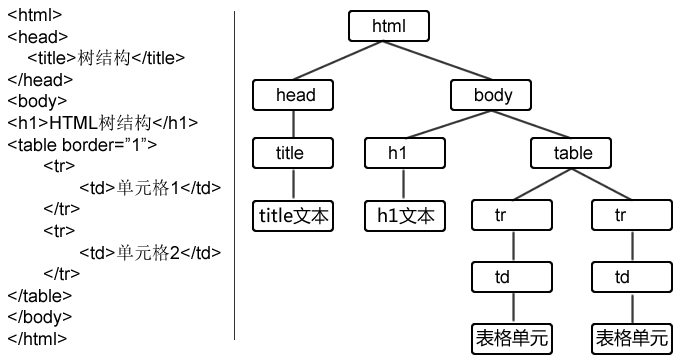 <html>
<head>
<title>树结构</title>
</head>
<body>
<h1>HTML树结构</h1>
<table border=”1”>
<tr>
<td>单元格1</td>
</tr>
<tr>
<td>单元格2</td>
</tr>
</table>
</body>
</html>
html
head
body
title
h1
table
title文本
h1文本
tr
tr
td
td
表格单元
表格单元